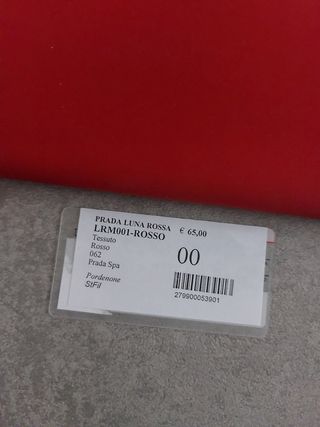 PRADA LUNA ROSSA € 65,00
LRM001-ROSSO
Tessuto
Rosso
062
Prada Spa
00
Pordenone
StFil
279900053901